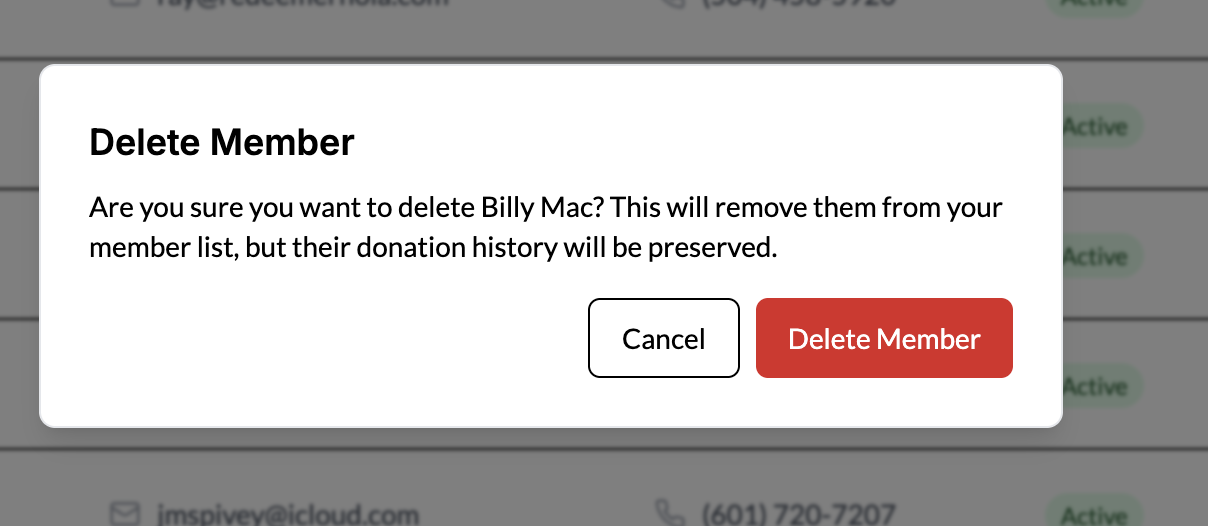 Delete Member
Are you sure you want to delete Billy Mac? This will remove them from your
member list, but their donation history will be preserved.
Cancel
Delete Member
Active
Active
Active
jmspivey@icloud.com
(601) 720-7207
Active